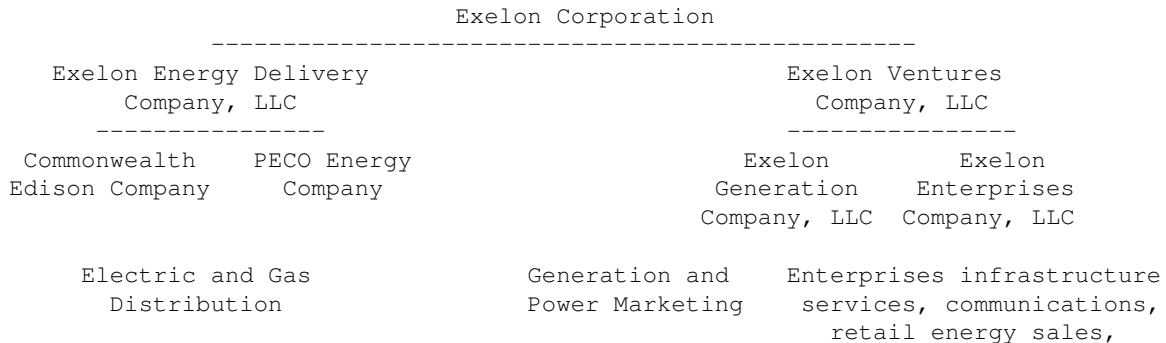 Exelon Corporation
-------------------------------------------------
Exelon Energy Delivery Exelon Ventures
Company, LLC Company, LLC
---------------- ----------------
Commonwealth PECO Energy Exelon Exelon
Edison Company Company Generation Enterprises
Company, LLC Company, LLC
Electric and Gas Generation and Enterprises infrastructure
Distribution Power Marketing services, communications,
retail energy sales,